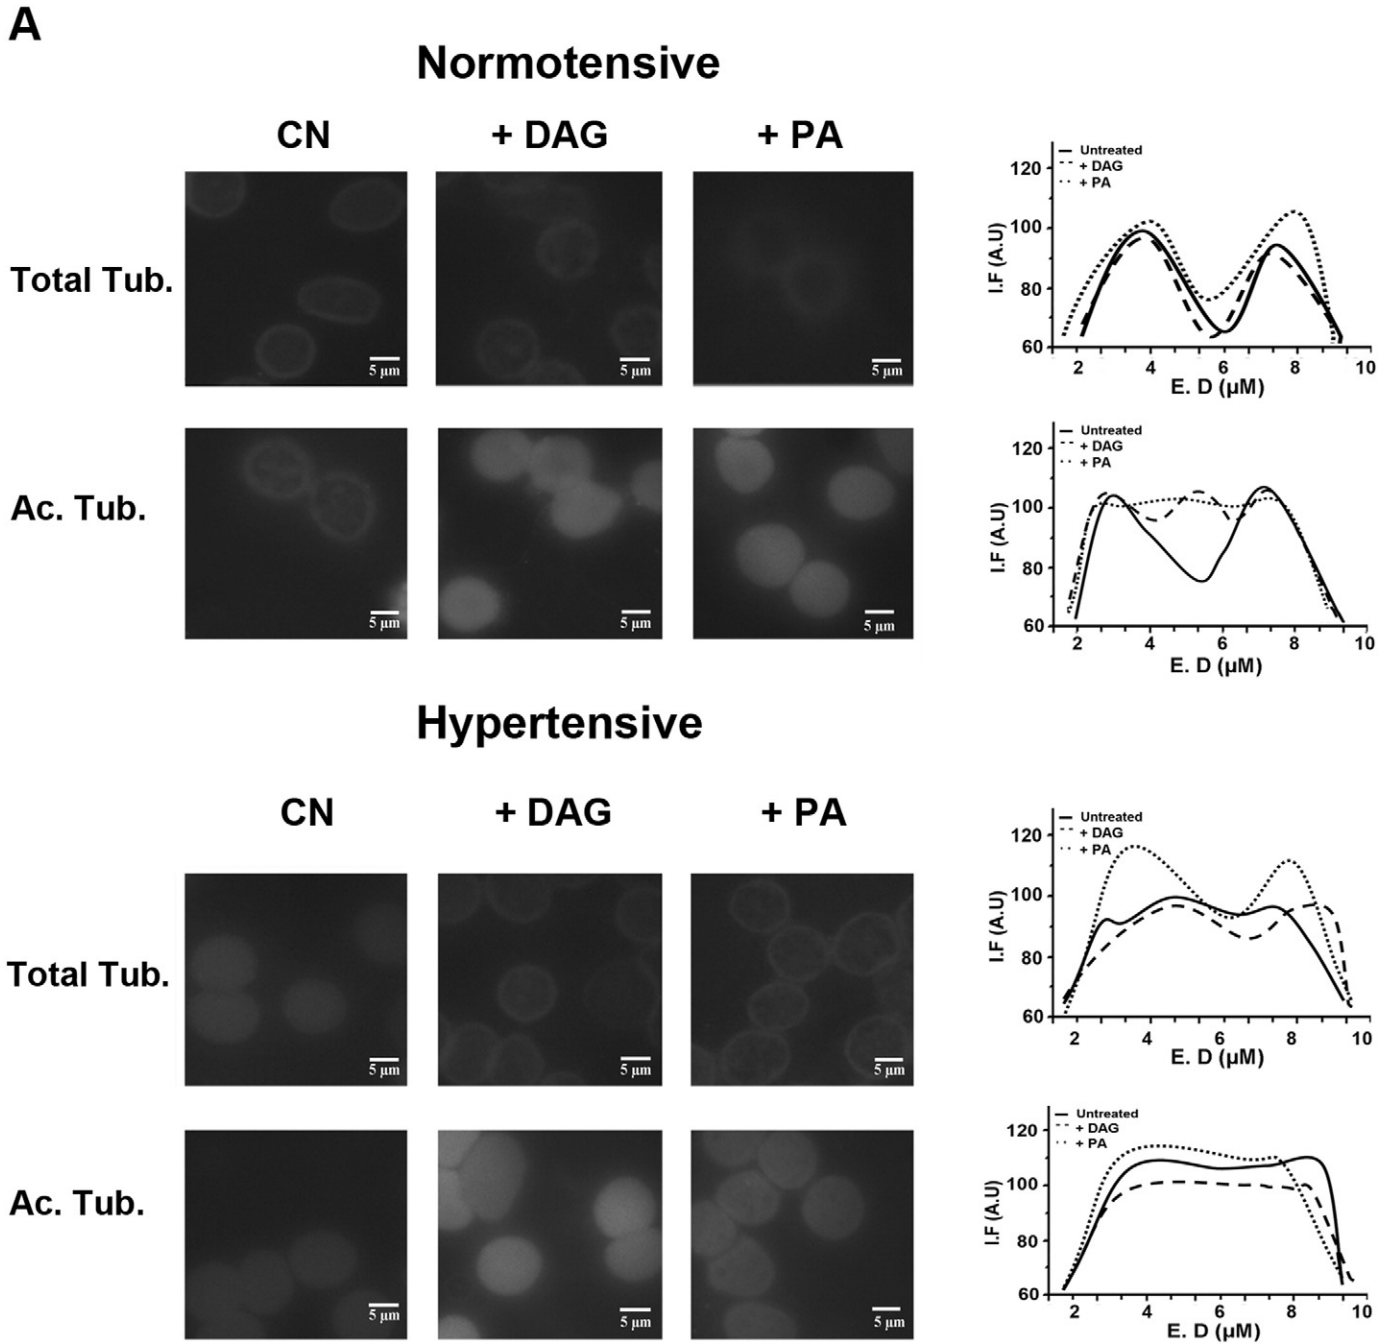 A
Normotensive
CN + DAG + PA
Total Tub.
5 µm 5 µm 5 µm
Untreated
+ DAG
+ PA
120
100
80
60
I.F (A.U)
2 4 6 8 10
E. D (µM)
Ac. Tub.
5 µm 5 µm 5 µm
Untreated
+ DAG
+ PA
120
100
80
60
I.F (A.U)
2 4 6 8 10
E. D (µM)
Hypertensive
CN + DAG + PA
Total Tub.
5 µm 5 µm 5 µm
Untreated
+ DAG
+ PA
120
100
80
60
I.F (A.U)
2 4 6 8 10
E. D (µM)
Ac. Tub.
5 µm 5 µm 5 µm
Untreated
+ DAG
+ PA
120
100
80
60
I.F (A.U)
2 4 6 8 10
E. D (µM)